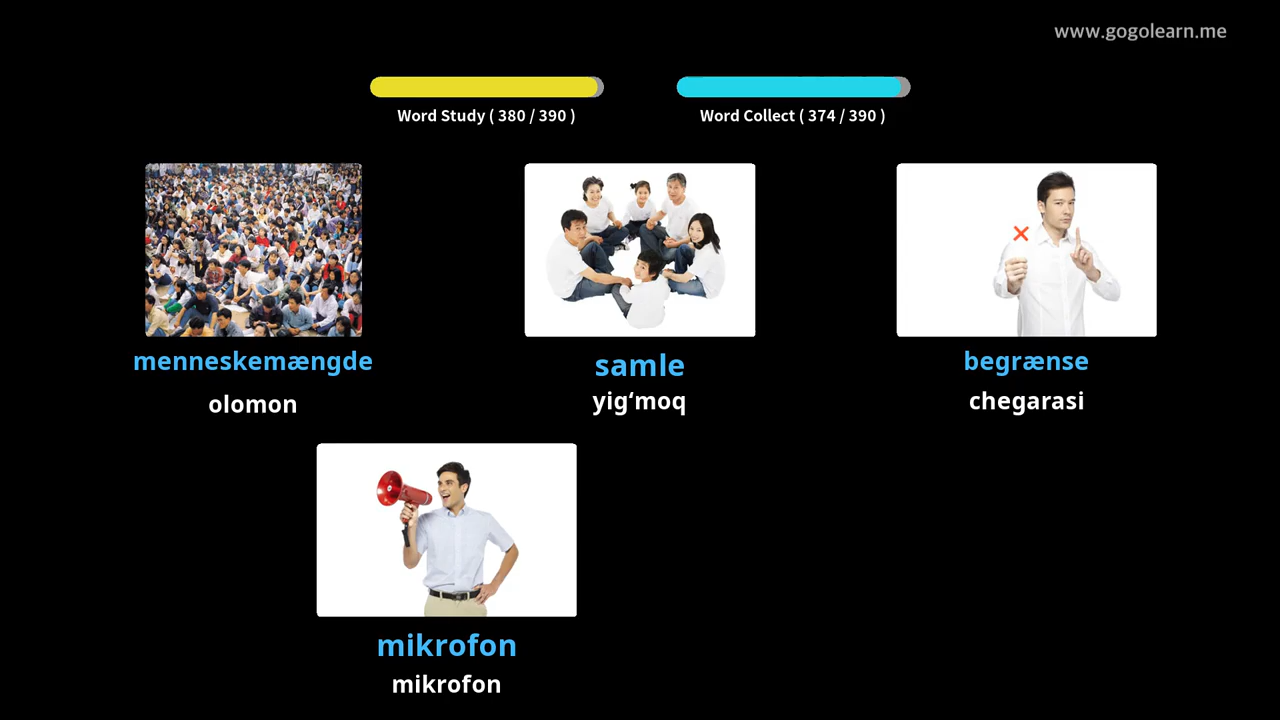 www.gogolearn.me
Word Study ( 380 / 390 )
Word Collect ( 374 / 390 )
menneskemængde
olomon
samle
yig‘moq
begrænse
chegarasi
mikrofon
mikrofon